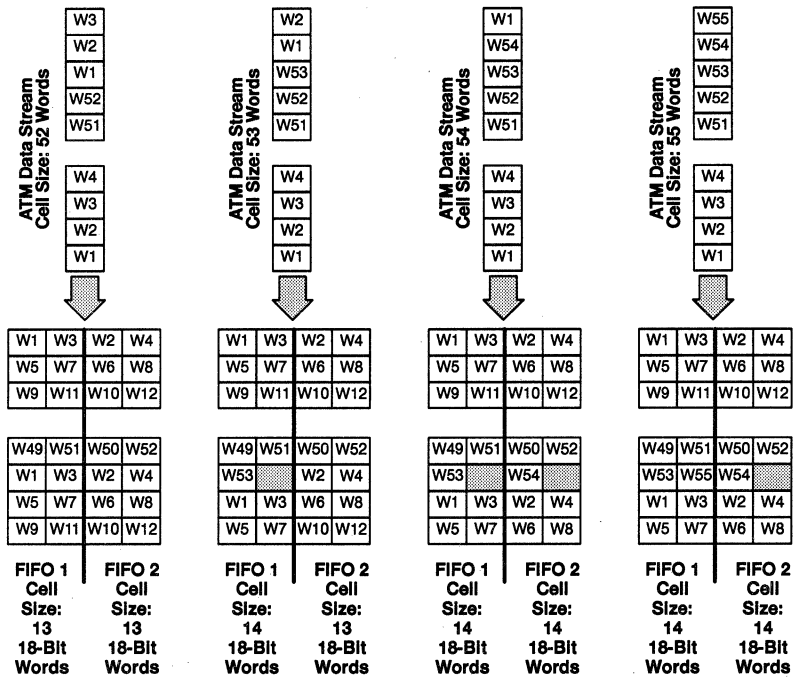 ATM Data Stream
Cell Size: 52 Words
W3
W2
W1
W52
W51
W4
W3
W2
W1
W1 W3 W2 W4
W5 W7 W6 W8
W9 W11 W10 W12
W49 W51 W50 W52
W1 W3 W2 W4
W5 W7 W6 W8
W9 W11 W10 W12
FIFO 1
Cell
Size:
13
18-Bit
Words
FIFO 2
Cell
Size:
13
18-Bit
Words
ATM Data Stream
Cell Size: 53 Words
W2
W1
W53
W52
W51
W4
W3
W2
W1
W1 W3 W2 W4
W5 W7 W6 W8
W9 W11 W10 W12
W49 W51 W50 W52
W53 W2 W4
W1 W3 W6 W8
W5 W7 W10 W12
FIFO 1
Cell
Size:
14
18-Bit
Words
FIFO 2
Cell
Size:
13
18-Bit
Words
ATM Data Stream
Cell Size: 54 Words
W1
W54
W53
W52
W51
W4
W3
W2
W1
W1 W3 W2 W4
W5 W7 W6 W8
W9 W11 W10 W12
W49 W51 W50 W52
W53 W54
W1 W3 W2 W4
W5 W7 W6 W8
FIFO 1
Cell
Size:
14
18-Bit
Words
FIFO 2
Cell
Size:
14
18-Bit
Words
ATM Data Stream
Cell Size: 55 Words
W55
W54
W53
W52
W51
W4
W3
W2
W1
W1 W3 W2 W4
W5 W7 W6 W8
W9 W11 W10 W12
W49 W51 W50 W52
W53 W55 W54
W1 W3 W2 W4
W5 W7 W6 W8
FIFO 1
Cell
Size:
14
18-Bit
Words
FIFO 2
Cell
Size:
14
18-Bit
Words